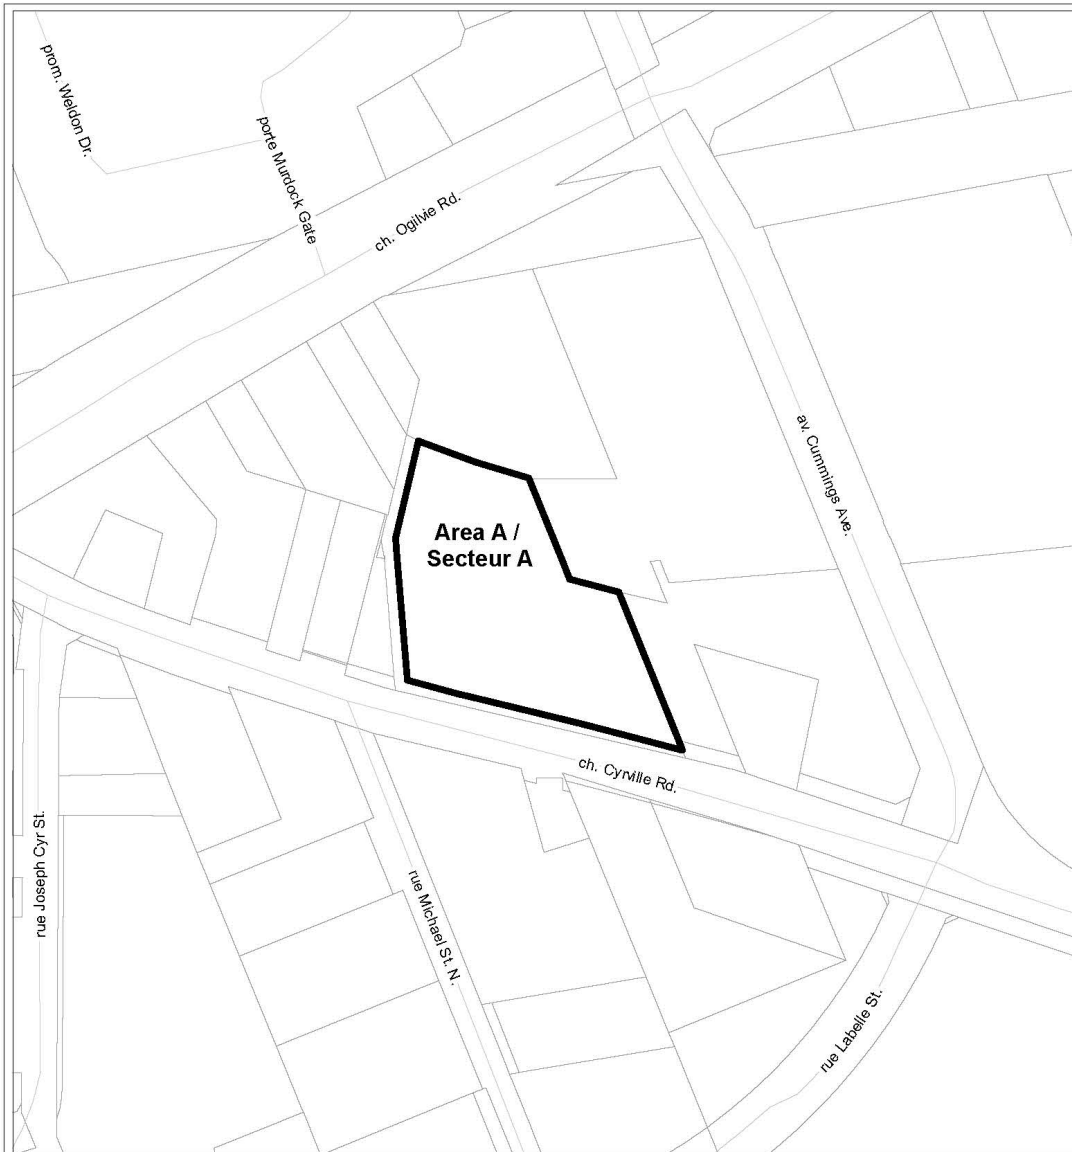 prom. Weldon Dr.
porte Murdock Gate
ch. Ogilvie Rd.
av. Cummings Ave.
Area A /
Secteur A
ch. Cyrville Rd.
rue Joseph Cyr St.
rue Michael St. N.
rue Labelle St.